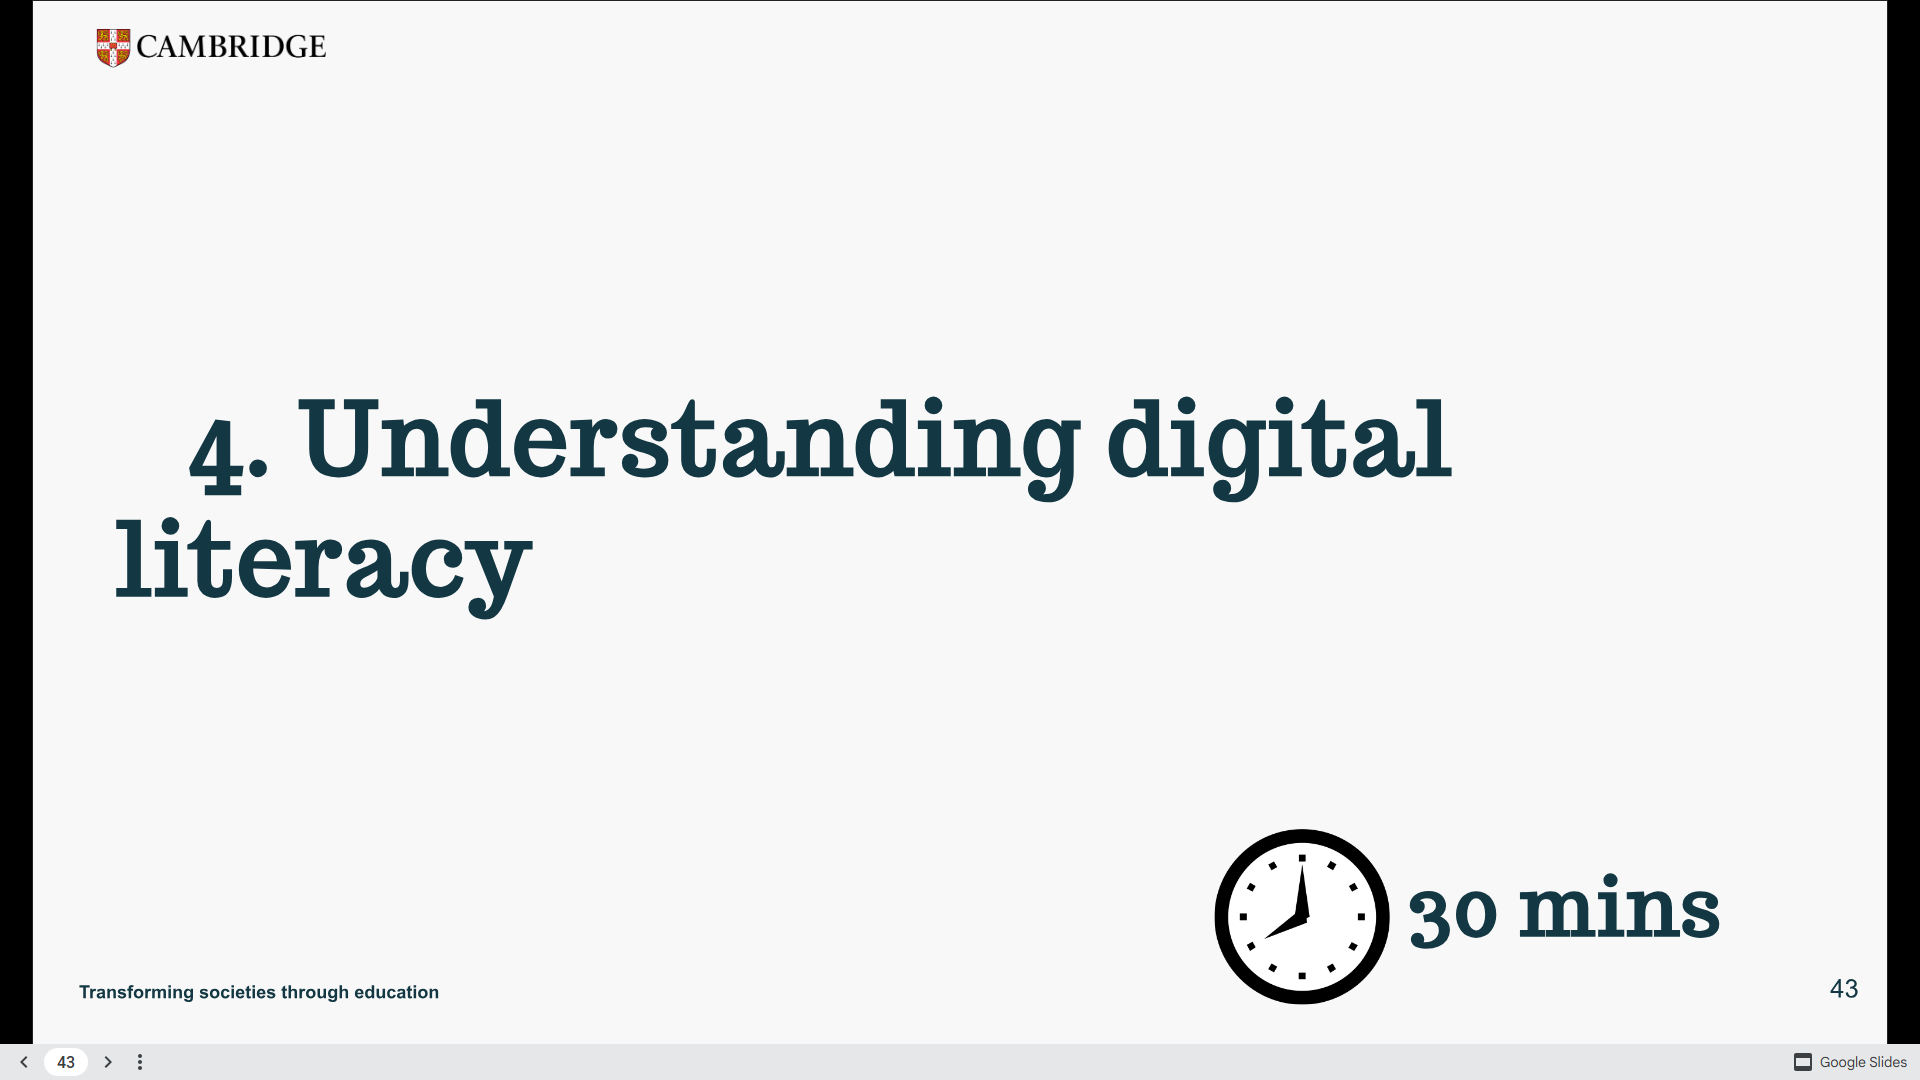 CAMBRIDGE
4. Understanding digital
literacy
30 mins
Transforming societies through education
43
43
Google Slides